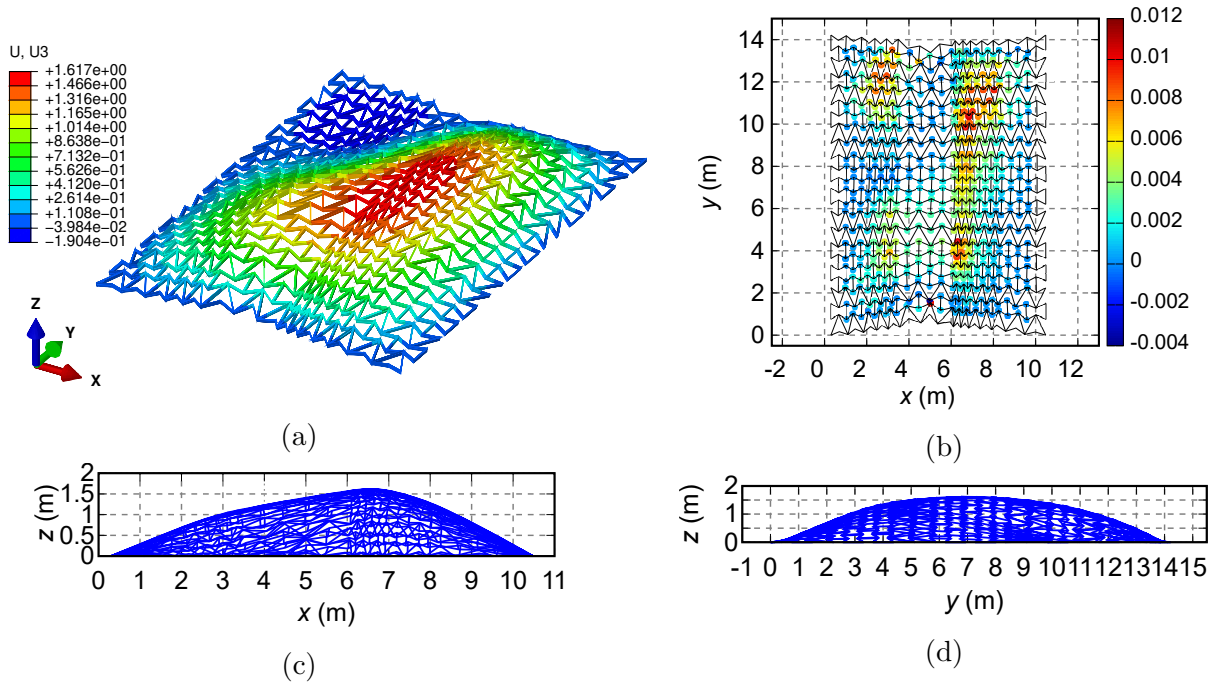 U, U3
+1.617e+00
+1.466e+00
+1.316e+00
+1.165e+00
+1.014e+00
+8.638e−01
+7.132e−01
+5.626e−01
+4.120e−01
+2.614e−01
+1.108e−01
−3.984e−02
−1.904e−01
Z
Y
X
(a)
0.012
0.01
0.008
0.006
0.004
0.002
0
-0.002
-0.004
14
12
10
8
6
4
2
0
y (m)
-2 0 2 4 6 8 10 12
x (m)
(b)
2
1.5
1
0.5
0
z (m)
0 1 2 3 4 5 6 7 8 9 10 11
x (m)
(c)
2
1
0
z (m)
-1 0 1 2 3 4 5 6 7 8 9 10 11 12 13 14 15
y (m)
(d)